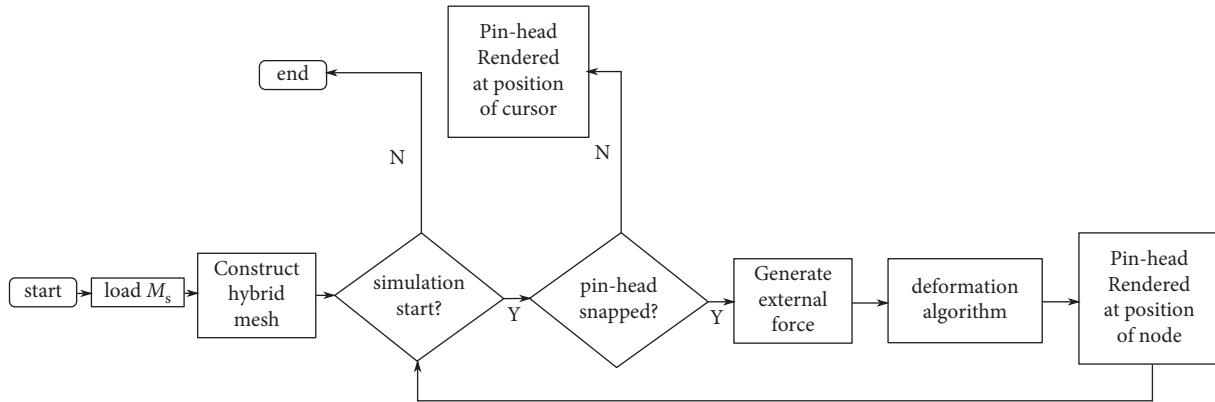 Pin-head
Rendered
at position
of cursor
end
N
N
start
load Ms
Construct
hybrid
mesh
simulation
start?
Y
pin-head
snapped?
Y
Generate
external
force
deformation
algorithm
Pin-head
Rendered
at position
of node